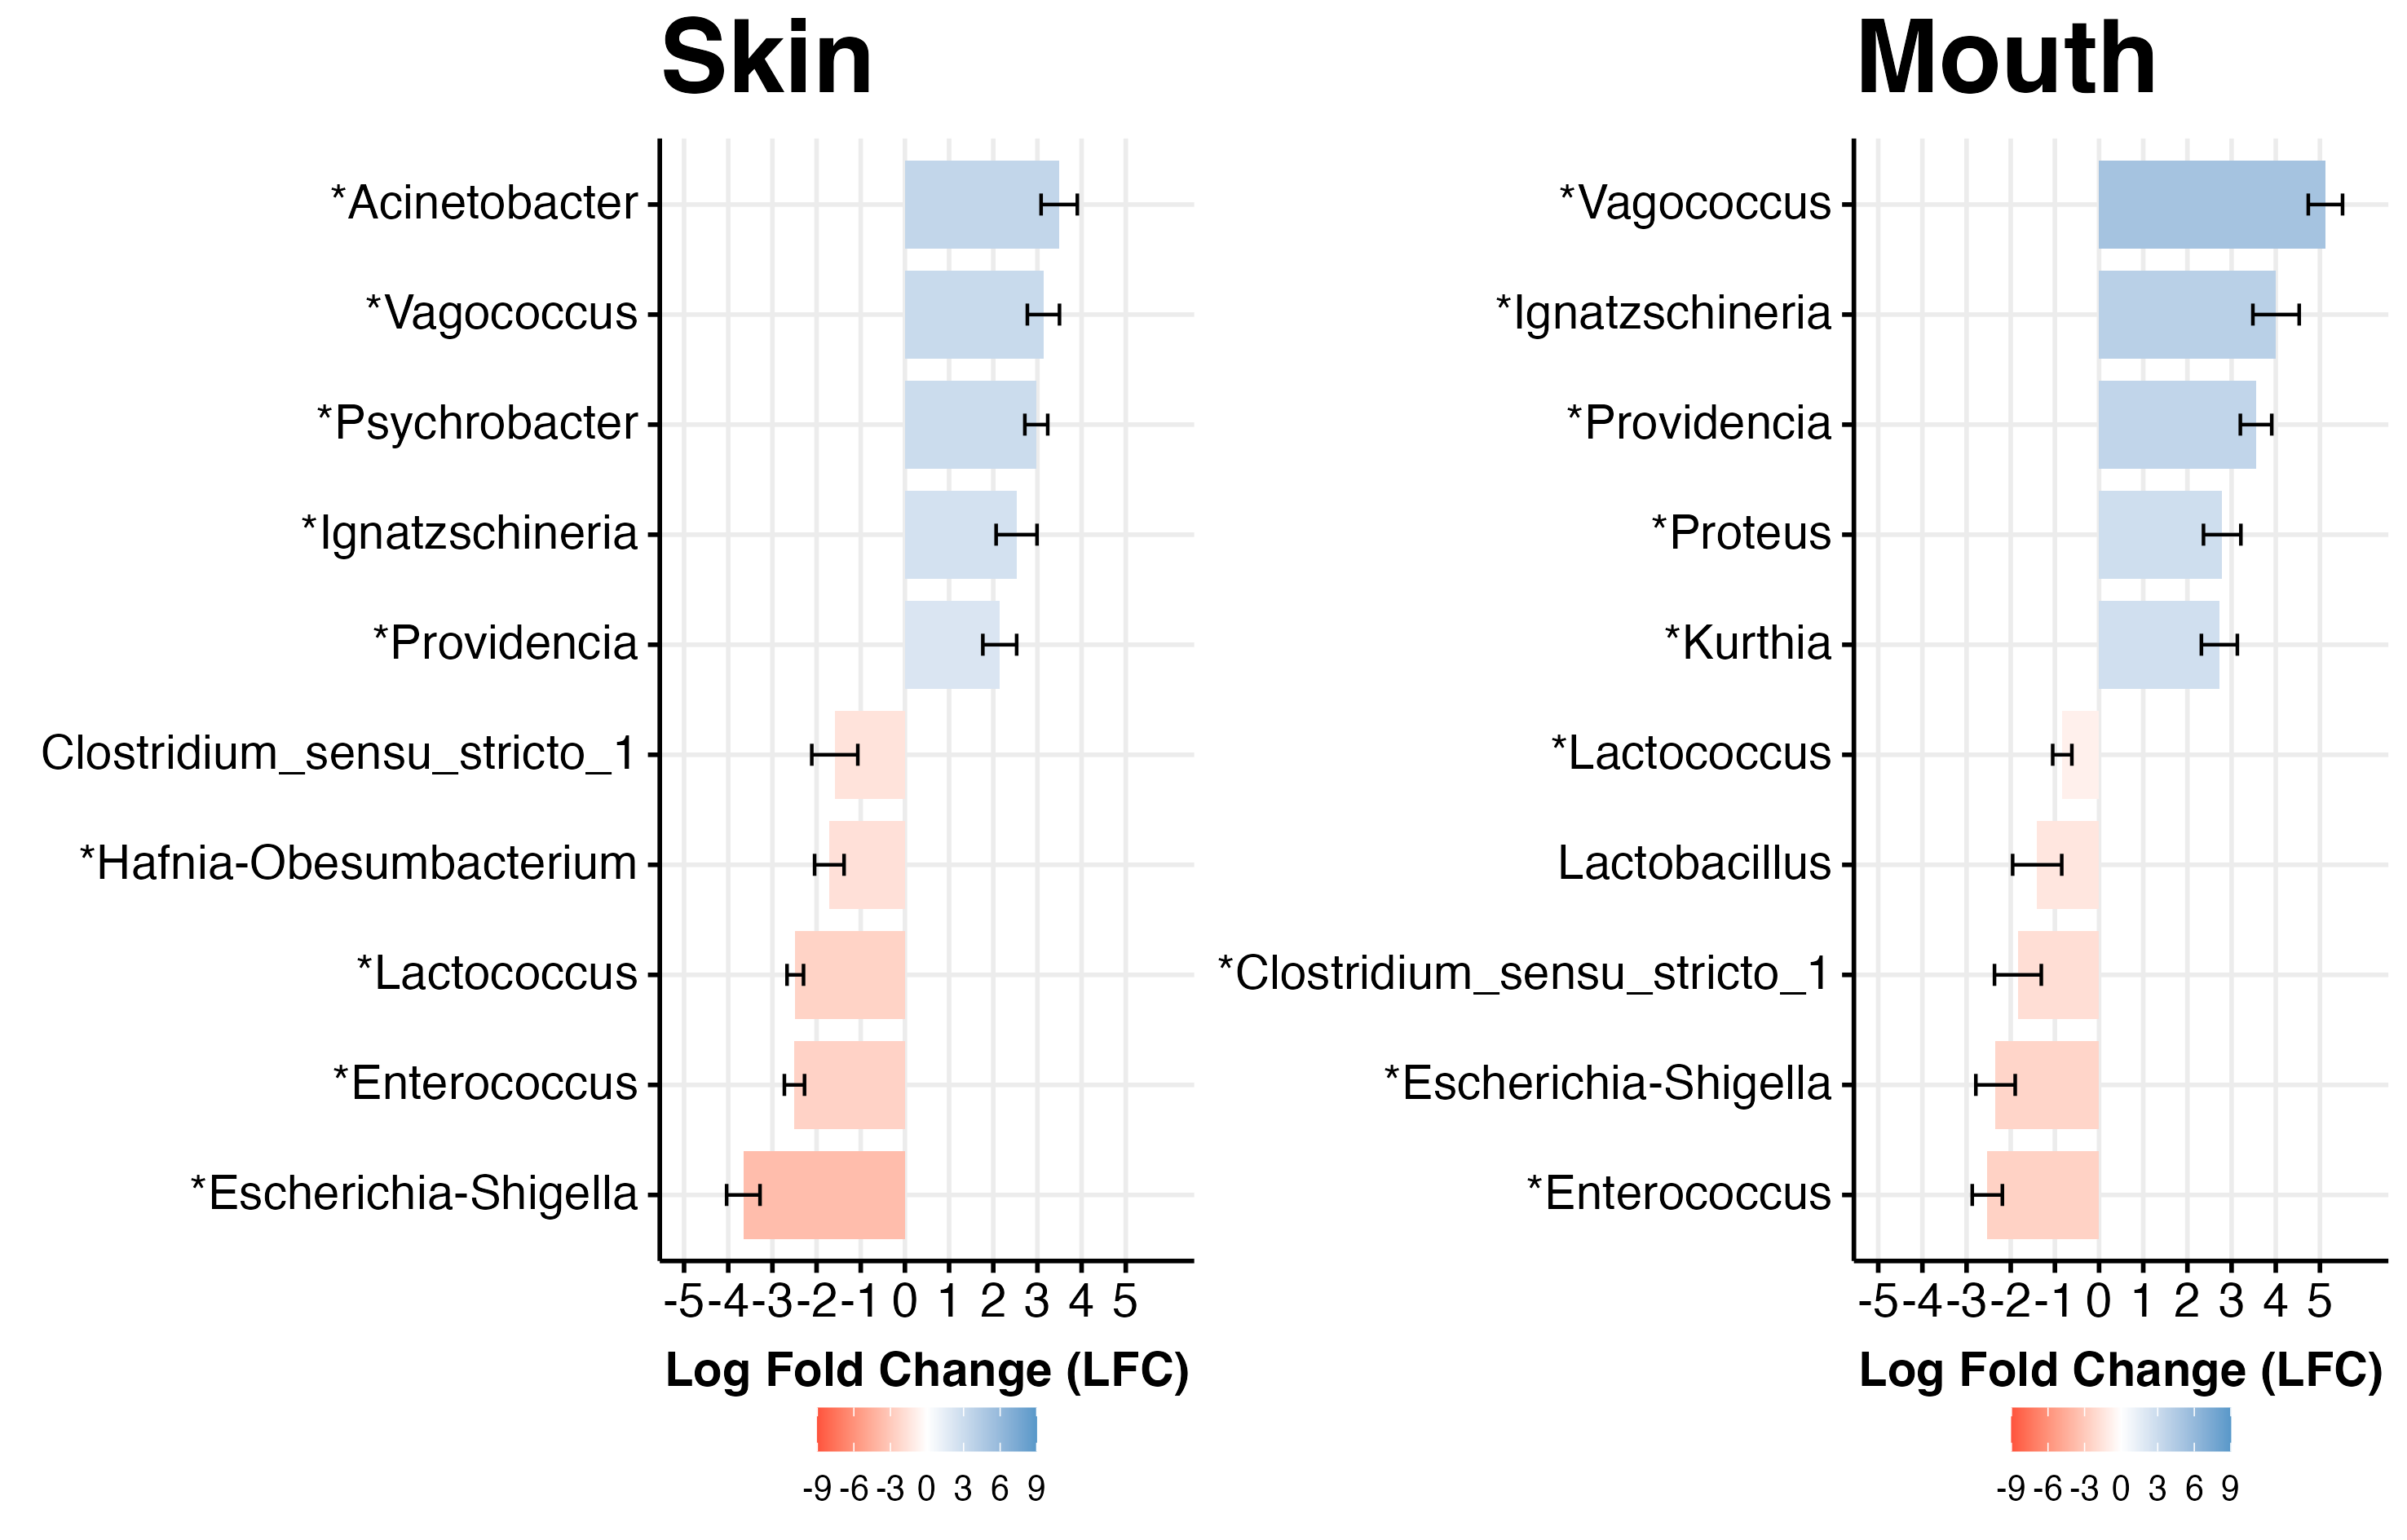 Skin
*Acinetobacter
*Vagococcus
*Psychrobacter
*Ignatzschineria
*Providencia
Clostridium_sensu_stricto_1
*Hafnia-Obesumbacterium
*Lactococcus
*Enterococcus
*Escherichia-Shigella
-5 -4 -3 -2 -1 0 1 2 3 4 5
Log Fold Change (LFC)
-9 -6 -3 0 3 6 9
Mouth
*Vagococcus
*Ignatzschineria
*Providencia
*Proteus
*Kurthia
*Lactococcus
Lactobacillus
*Clostridium_sensu_stricto_1
*Escherichia-Shigella
*Enterococcus
-5 -4 -3 -2 -1 0 1 2 3 4 5
Log Fold Change (LFC)
-9 -6 -3 0 3 6 9